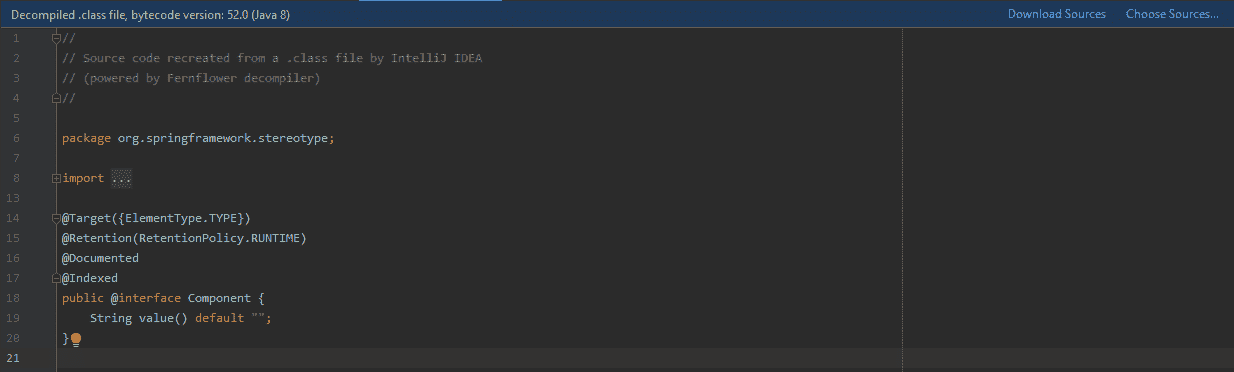 Decompiled .class file, bytecode version: 52.0 (Java 8) Download Sources Choose Sources...
1 //
2 // Source code recreated from a .class file by IntelliJ IDEA
3 // (powered by Fernflower decompiler)
4 //
5
6 package org.springframework.stereotype;
7
8 import ...
13
14 @Target({ElementType.TYPE})
15 @Retention(RetentionPolicy.RUNTIME)
16 @Documented
17 @Indexed
18 public @interface Component {
19     String value() default "";
20 }
21